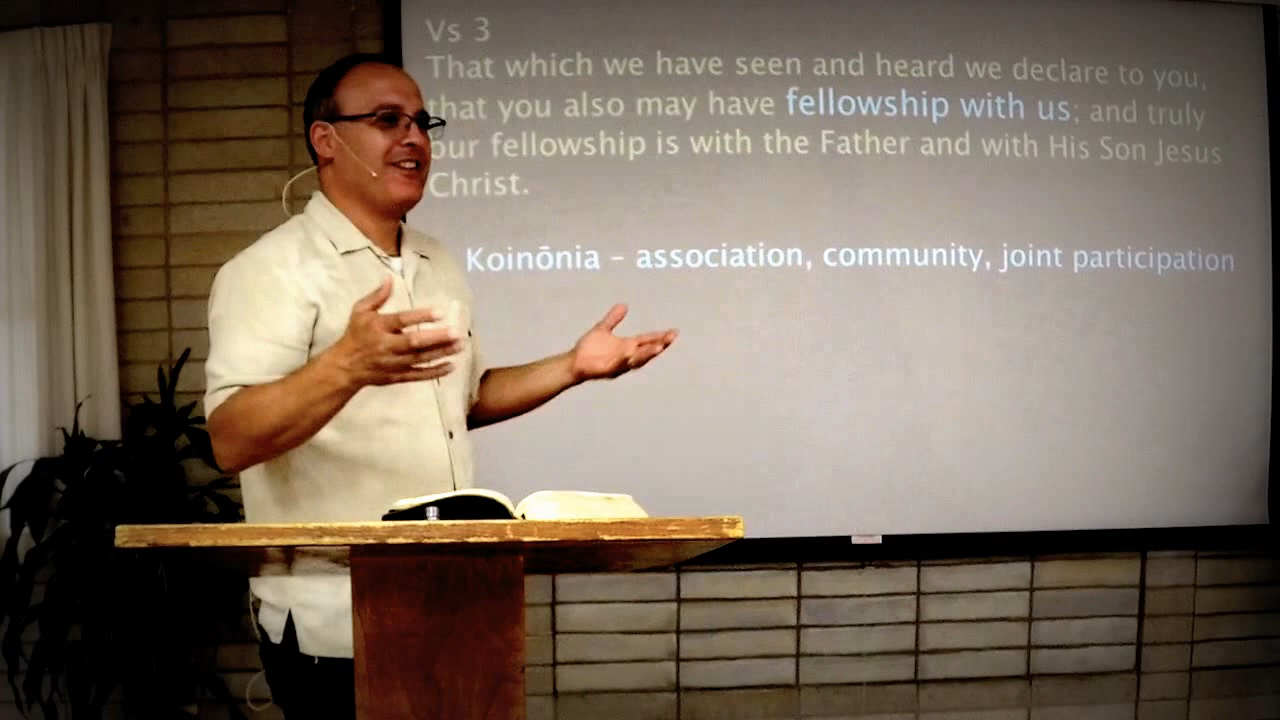 Vs 3
That which we have seen and heard we declare to you,
that you also may have fellowship with us; and truly
our fellowship is with the Father and with His Son Jesus
Christ.
Koinōnia – association, community, joint participation